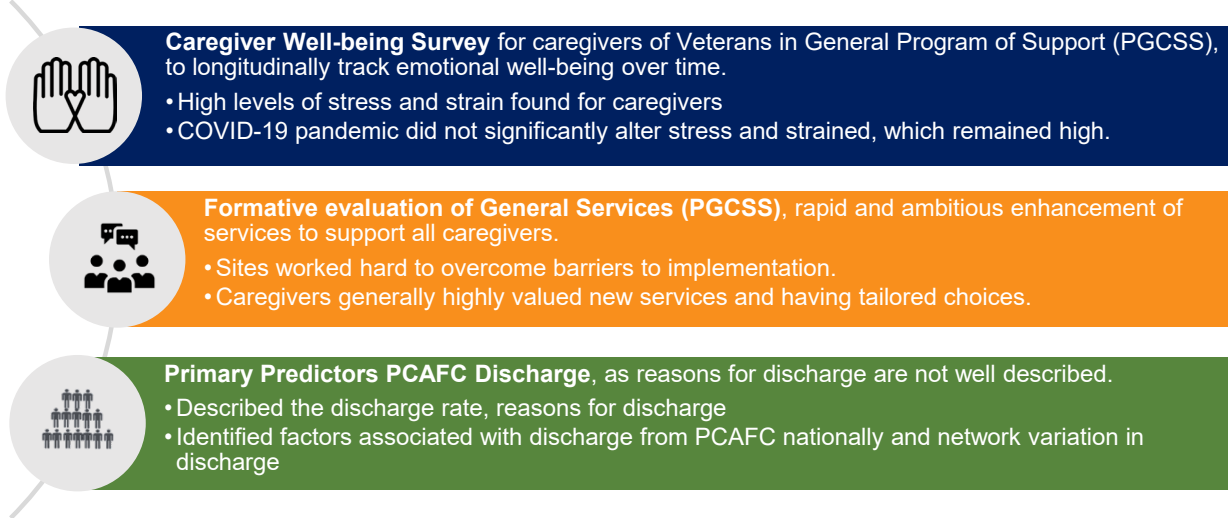 Caregiver Well-being Survey for caregivers of Veterans in General Program of Support (PGCSS),
to longitudinally track emotional well-being over time.
•High levels of stress and strain found for caregivers
•COVID-19 pandemic did not significantly alter stress and strained, which remained high.
Formative evaluation of General Services (PGCSS), rapid and ambitious enhancement of
services to support all caregivers.
•Sites worked hard to overcome barriers to implementation.
•Caregivers generally highly valued new services and having tailored choices.
Primary Predictors PCAFC Discharge, as reasons for discharge are not well described.
•Described the discharge rate, reasons for discharge
•Identified factors associated with discharge from PCAFC nationally and network variation in
discharge